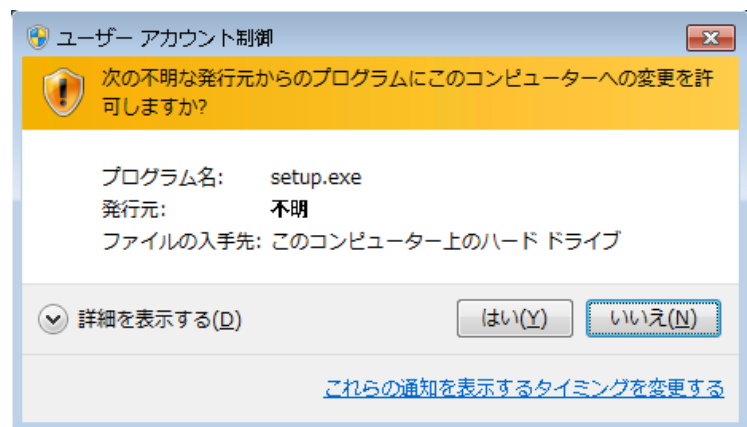 ユーザー アカウント制御
次の不明な発行元からのプログラムにこのコンピューターへの変更を許
可しますか?
プログラム名: setup.exe
発行元: 不明
ファイルの入手先: このコンピューター上のハード ドライブ
詳細を表示する(D)
はい(Y)
いいえ(N)
これらの通知を表示するタイミングを変更する